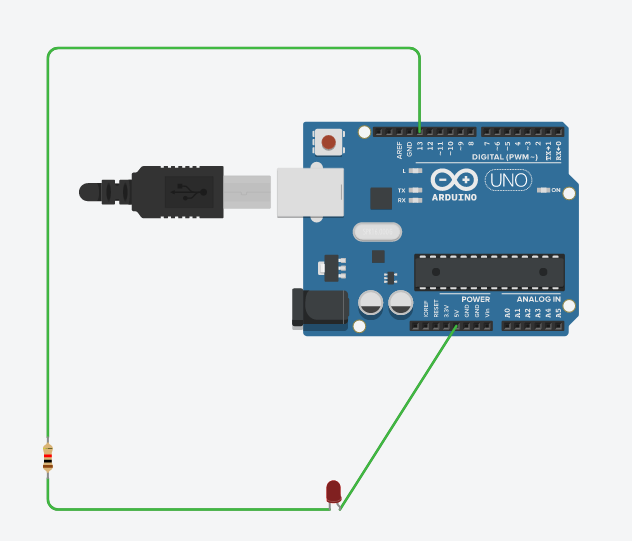 AREF
GND
13
12
~11
~10
~9
8
7
~6
~5
4
~3
2
TX→1
RX←0
DIGITAL (PWM~)
L
TX
RX
ARDUINO
UNO
ON
POWER
ANALOG IN
IOREF
RESET
3.3V
5V
GND
GND
Vin
A0
A1
A2
A3
A4
A5